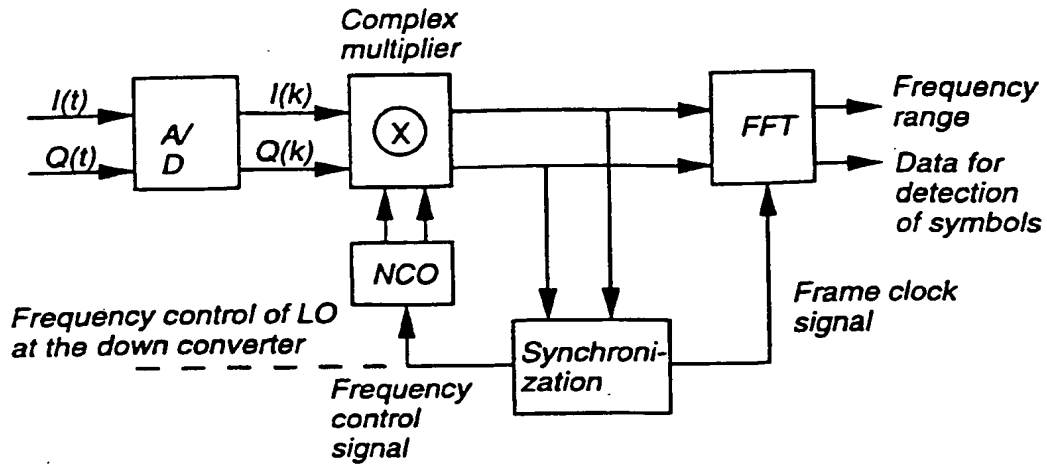 Complex
multiplier
I(t)
Q(t)
A/
D
I(k)
Q(k)
X
FFT
Frequency
range
Data for
detection
of symbols
NCO
Frequency control of LO
at the down converter
Frame clock
signal
Synchroni-
zation
Frequency
control
signal